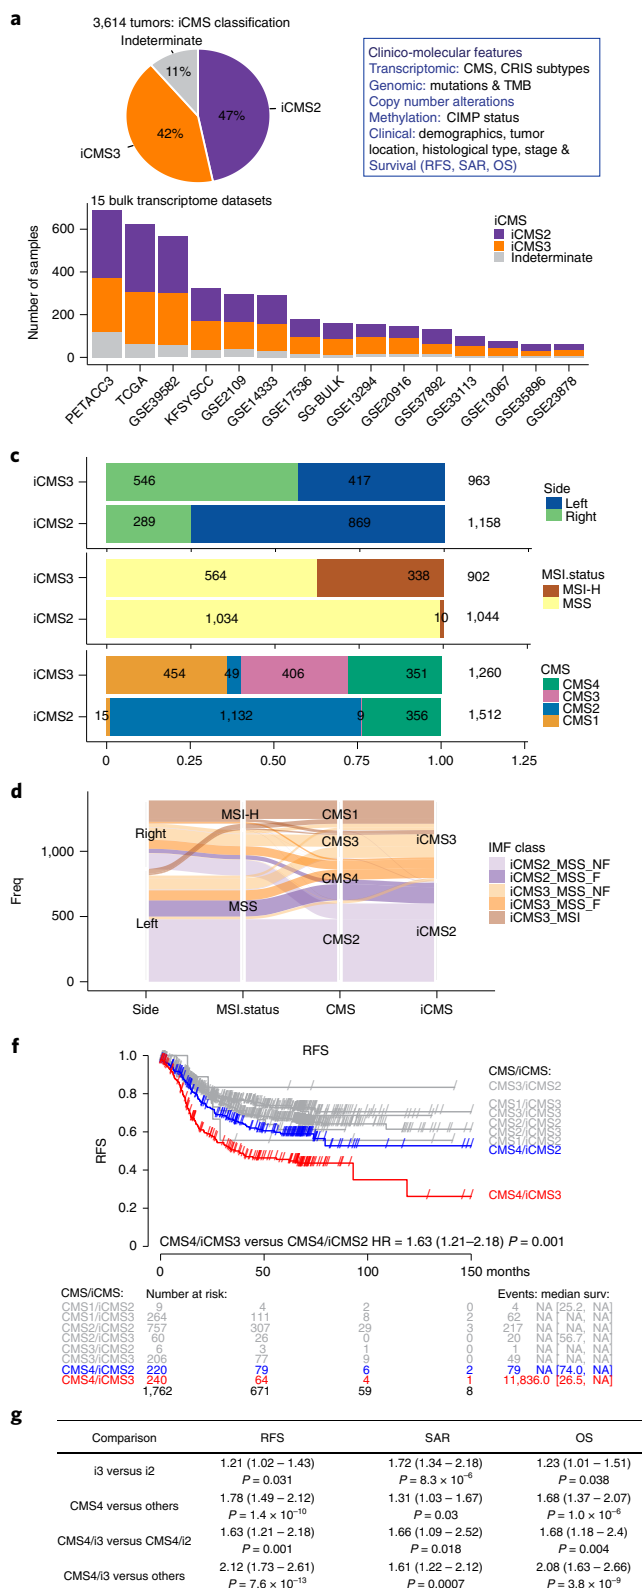 a
3,614 tumors: iCMS classification
Indeterminate
11%
47%
iCMS2
42%
iCMS3
Clinico-molecular features
Transcriptomic: CMS, CRIS subtypes
Genomic: mutations & TMB
Copy number alterations
Methylation: CIMP status
Clinical: demographics, tumor
location, histological type, stage &
Survival (RFS, SAR, OS)
15 bulk transcriptome datasets
Number of samples
600
400
200
0
iCMS
iCMS2
iCMS3
Indeterminate
PETACC3
TCGA
GSE39582
KFSYSCC
GSE2109
GSE14333
GSE17536
SG-BULK
GSE13294
GSE20916
GSE37892
GSE33113
GSE13067
GSE35896
GSE23878
c
iCMS3 546 417 963
iCMS2 289 869 1,158
Side
Left
Right
iCMS3 564 338 902
iCMS2 1,034 10 1,044
MSI.status
MSI-H
MSS
iCMS3 454 49 406 351 1,260
iCMS2 15 1,132 9 356 1,512
CMS
CMS4
CMS3
CMS2
CMS1
0 0.25 0.50 0.75 1.00 1.25
d
Freq
1,000
500
0
Right
Left
MSI-H
MSS
CMS1
CMS3
CMS4
CMS2
iCMS3
iCMS2
Side MSI.status CMS iCMS
IMF class
iCMS2_MSS_NF
iCMS2_MSS_F
iCMS3_MSS_NF
iCMS3_MSS_F
iCMS3_MSI
f
RFS
RFS
1.0
0.8
0.6
0.4
0.2
0
CMS/iCMS:
CMS3/iCMS2
CMS1/iCMS3
CMS3/iCMS3
CMS2/iCMS2
CMS2/iCMS3
CMS1/iCMS2
CMS4/iCMS2
CMS4/iCMS3
CMS4/iCMS3 versus CMS4/iCMS2 HR = 1.63 (1.21–2.18) P = 0.001
0 50 100 150 months
CMS/iCMS: Number at risk: Events: median surv:
CMS1/iCMS2 9 4 2 0 4 NA [25.2, NA]
CMS1/iCMS3 264 111 8 2 62 NA [ NA, NA]
CMS2/iCMS2 757 307 29 3 217 NA [ NA, NA]
CMS2/iCMS3 60 26 0 0 20 NA [56.7, NA]
CMS3/iCMS2 6 3 1 0 1 NA [ NA, NA]
CMS3/iCMS3 206 77 9 0 49 NA [ NA, NA]
CMS4/iCMS2 220 79 6 2 79 NA [74.0, NA]
CMS4/iCMS3 240 64 4 1 11,836.0 [26.5, NA]
1,762 671 59 8
g
Comparison RFS SAR OS
i3 versus i2 1.21 (1.02 – 1.43) 1.72 (1.34 – 2.18) 1.23 (1.01 – 1.51)
P = 0.031 P = 8.3 × 10⁻⁶ P = 0.038
CMS4 versus others 1.78 (1.49 – 2.12) 1.31 (1.03 – 1.67) 1.68 (1.37 – 2.07)
P = 1.4 × 10⁻¹⁰ P = 0.03 P = 1.0 × 10⁻⁶
CMS4/i3 versus CMS4/i2 1.63 (1.21 – 2.18) 1.66 (1.09 – 2.52) 1.68 (1.18 – 2.4)
P = 0.001 P = 0.018 P = 0.004
CMS4/i3 versus others 2.12 (1.73 – 2.61) 1.61 (1.22 – 2.12) 2.08 (1.63 – 2.66)
P = 7.6 × 10⁻¹³ P = 0.0007 P = 3.8 × 10⁻⁹